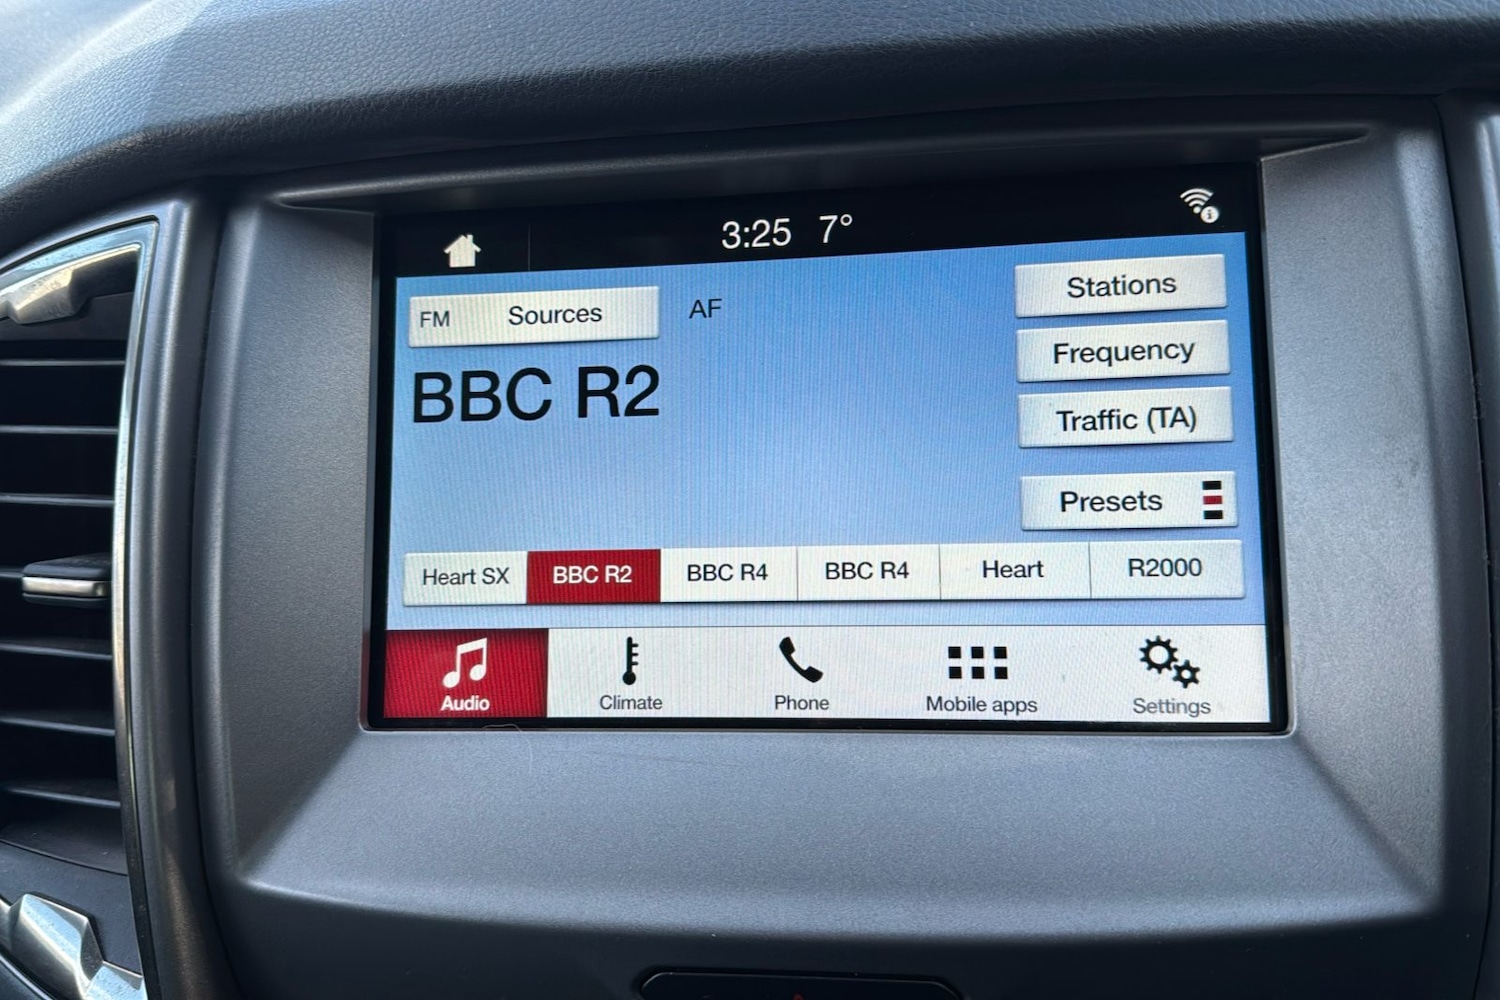 3:25 7°
FM Sources AF
BBC R2
Stations
Frequency
Traffic (TA)
Presets
Heart SX BBC R2 BBC R4 BBC R4 Heart R2000
Audio Climate Phone Mobile apps Settings